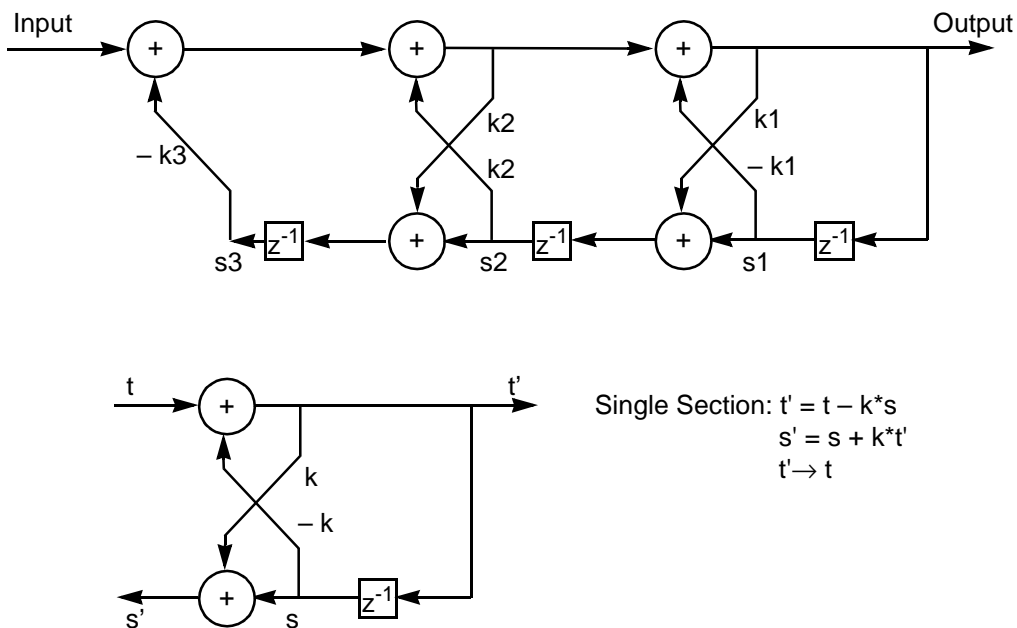 Input
Output
+
+
+
– k3
k2
k2
k1
– k1
z-1
+
z-1
+
z-1
s3
s2
s1
t
t’
+
k
– k
+
z-1
s’
s
Single Section: t' = t – k*s
s' = s + k*t'
t'→ t